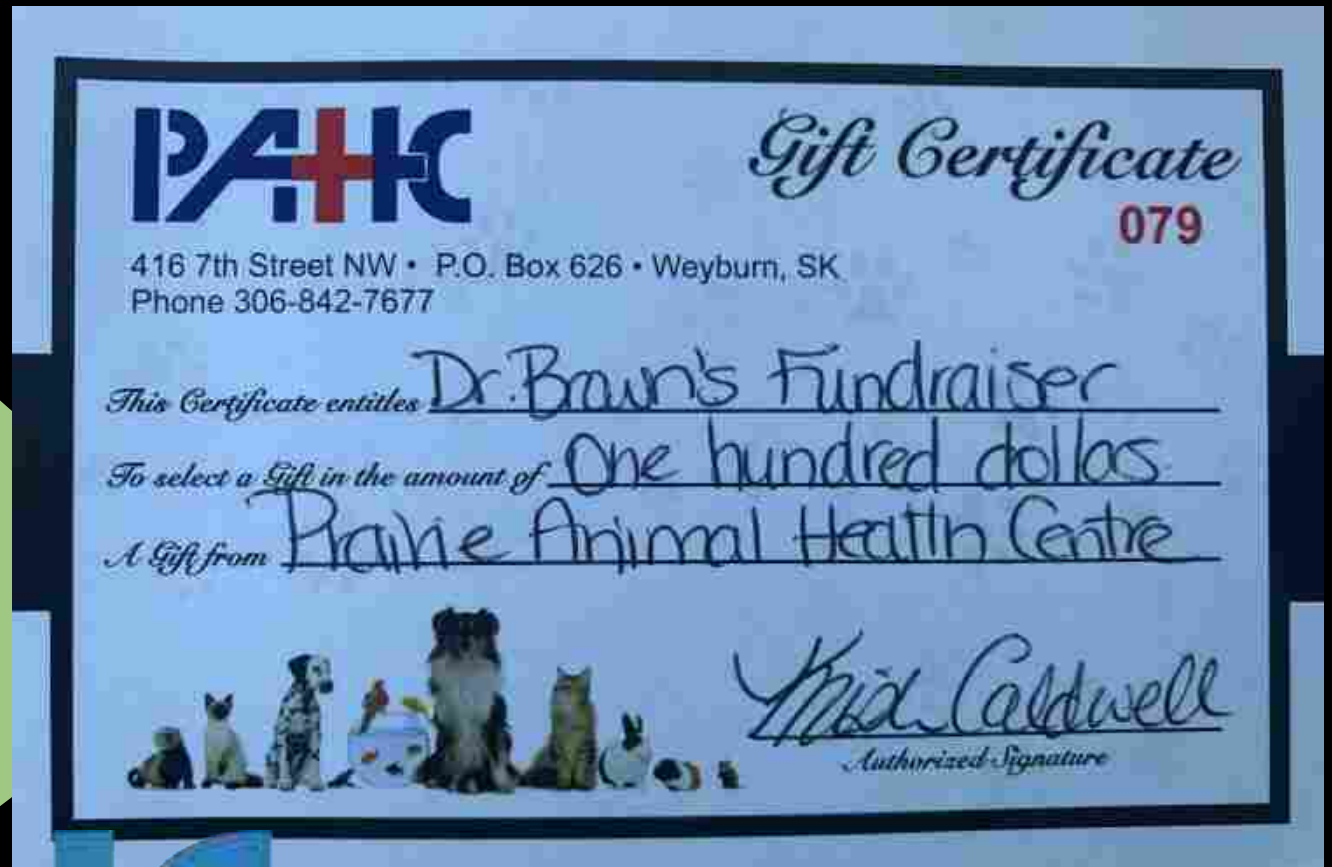 PAHC
Gift Certificate
079
416 7th Street NW • P.O. Box 626 • Weyburn, SK
Phone 306-842-7677
This Certificate entitles Dr. Brown's Fundraiser
To select a Gift in the amount of One hundred dollas
A Gift from Prairie Animal Health Centre
Caldwell
Authorized Signature